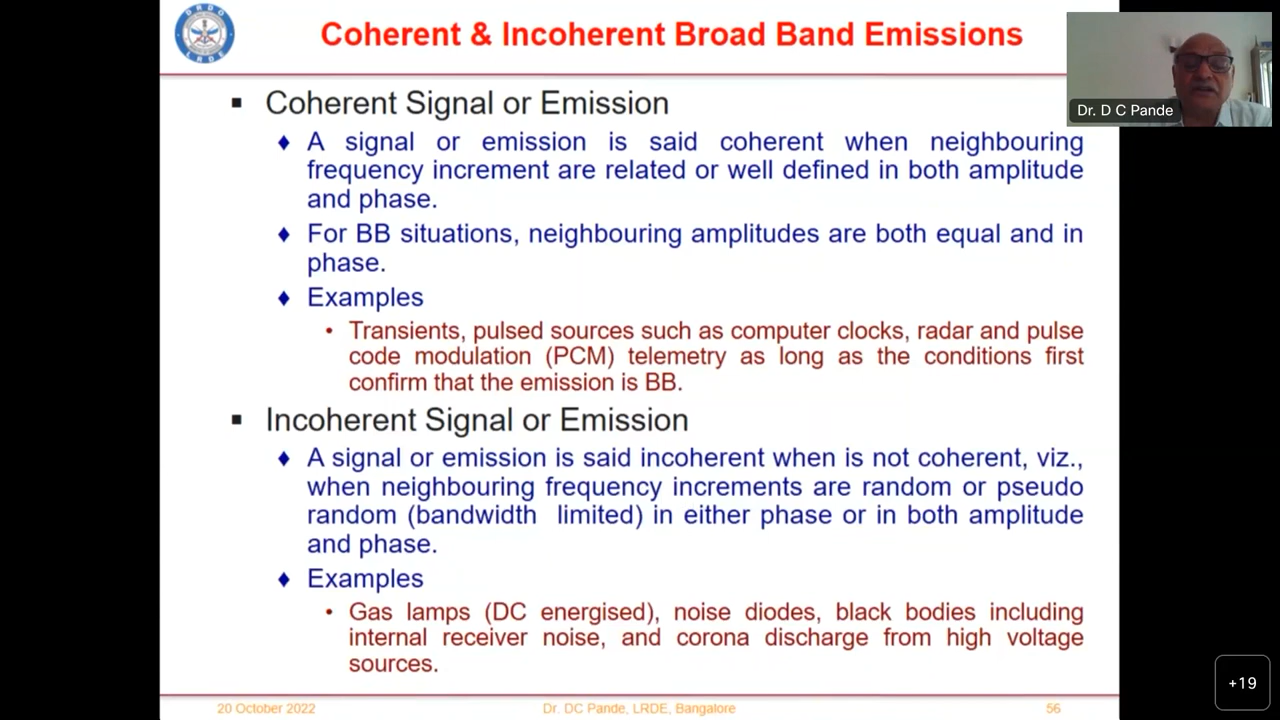 Coherent & Incoherent Broad Band Emissions
DRDO
LRDE
Dr. D C Pande
▪ Coherent Signal or Emission
♦ A signal or emission is said coherent when neighbouring
frequency increment are related or well defined in both amplitude
and phase.
♦ For BB situations, neighbouring amplitudes are both equal and in
phase.
♦ Examples
• Transients, pulsed sources such as computer clocks, radar and pulse
code modulation (PCM) telemetry as long as the conditions first
confirm that the emission is BB.
▪ Incoherent Signal or Emission
♦ A signal or emission is said incoherent when is not coherent, viz.,
when neighbouring frequency increments are random or pseudo
random (bandwidth limited) in either phase or in both amplitude
and phase.
♦ Examples
• Gas lamps (DC energised), noise diodes, black bodies including
internal receiver noise, and corona discharge from high voltage
sources.
20 October 2022
Dr. DC Pande, LRDE, Bangalore
56
+19